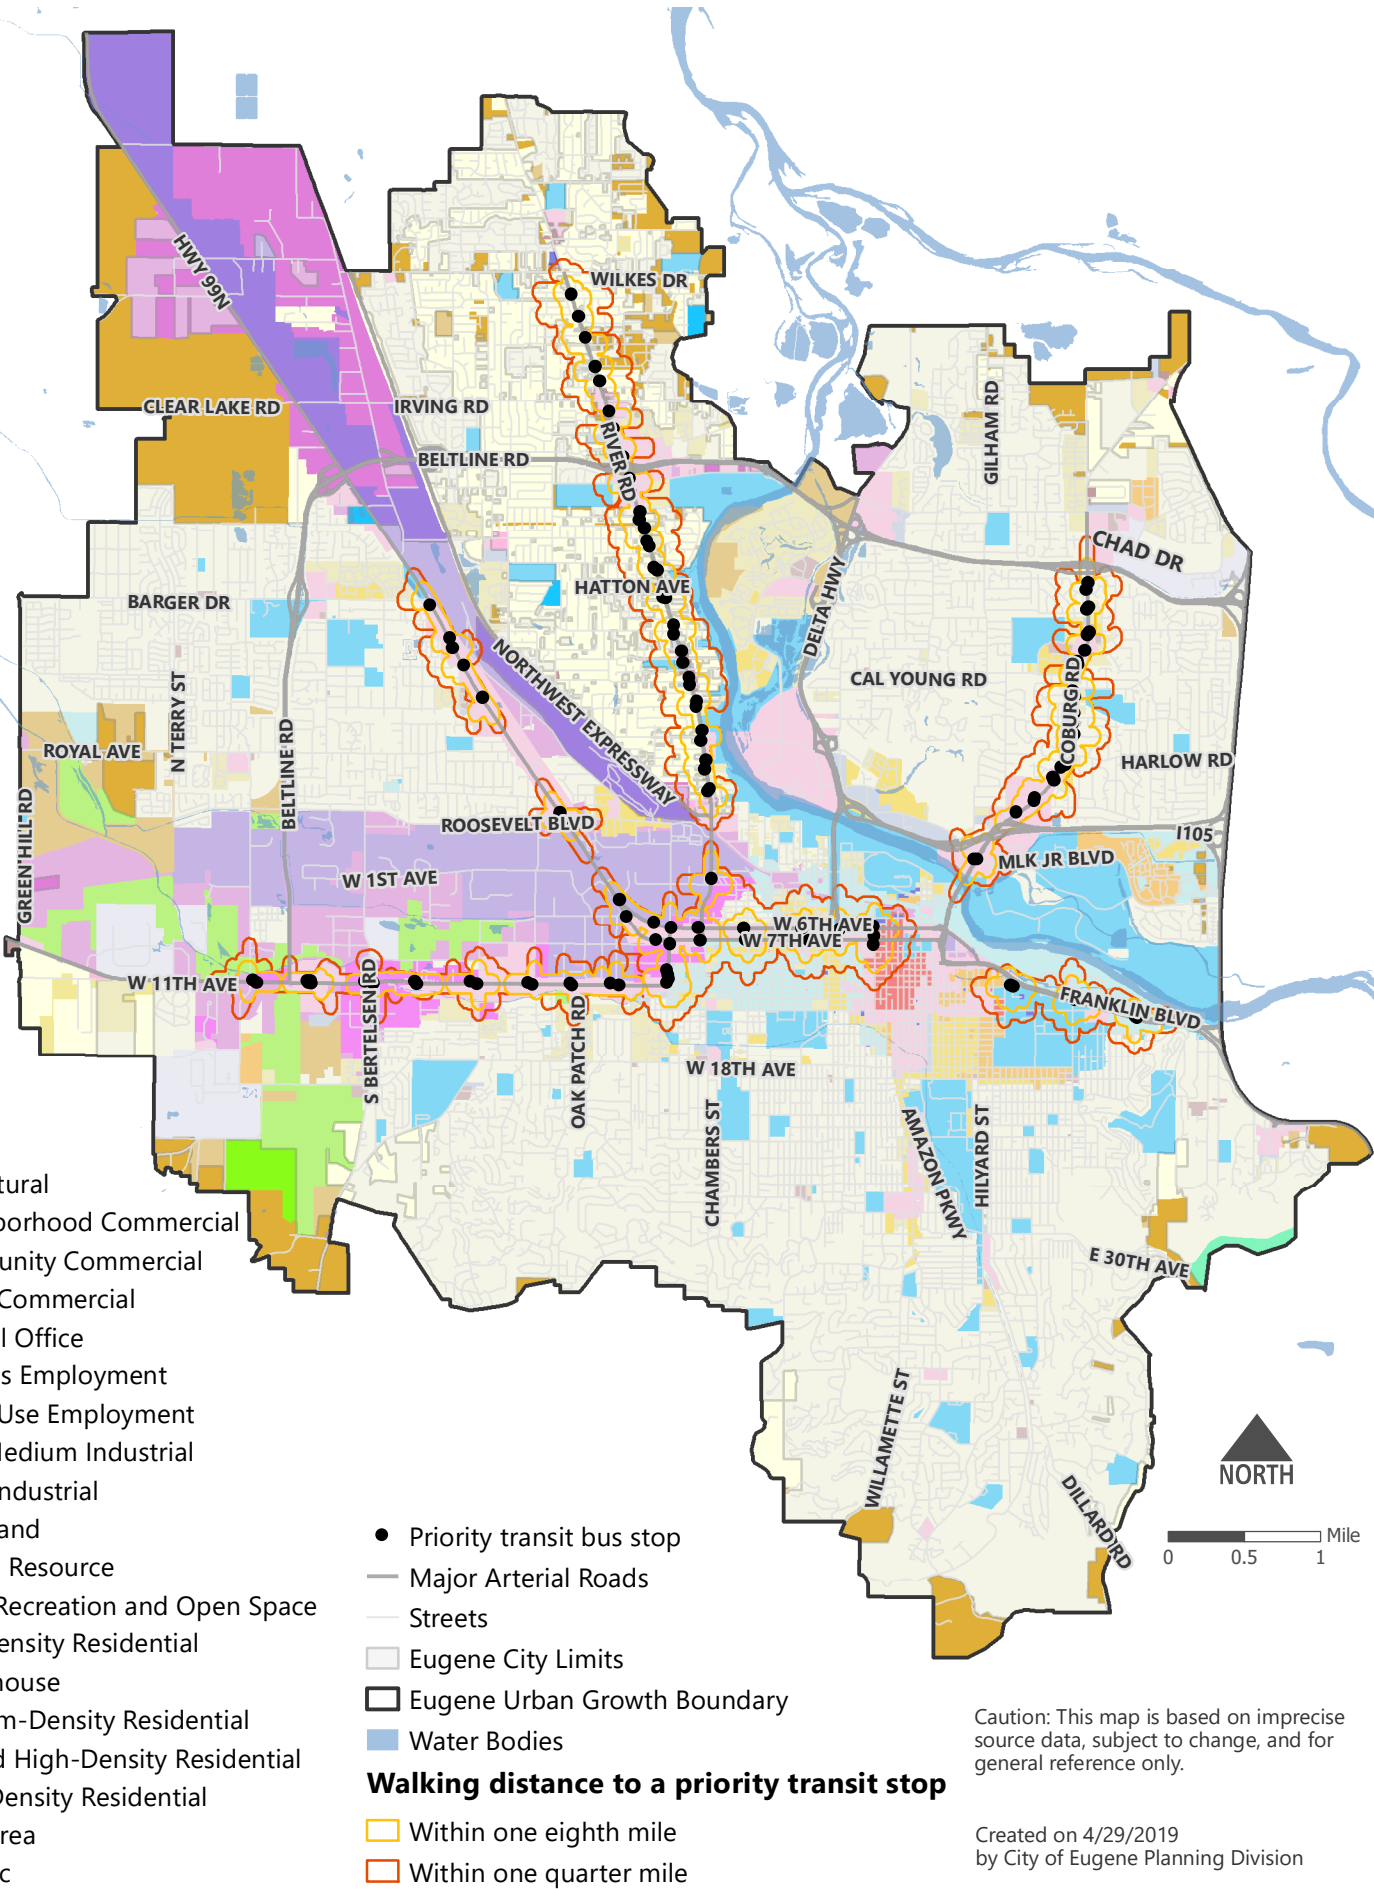 WILKES DR
HWY 99N
CLEAR LAKE RD
IRVING RD
RIVER RD
GILHAM RD
BELTLINE RD
CHAD DR
BARGER DR
HATTON AVE
DELTA HWY
NORTHWEST EXPRESSWAY
CAL YOUNG RD
COBURG RD
N TERRY ST
ROYAL AVE
BELTLINE RD
HARLOW RD
GREEN HILL RD
ROOSEVELT BLVD
I105
MLK JR BLVD
W 1ST AVE
W 6TH AVE
W 7TH AVE
W 11TH AVE
S BERTELSEN RD
OAK PATCH RD
FRANKLIN BLVD
W 18TH AVE
CHAMBERS ST
AMAZON PKWY
HILYARD ST
E 30TH AVE
WILLAMETTE ST
DILLARD RD
NORTH
Mile
0 0.5 1
tural
borhood Commercial
unity Commercial
Commercial
l Office
s Employment
Use Employment
Medium Industrial
ndustrial
and
Resource
Recreation and Open Space
ensity Residential
house
m-Density Residential
d High-Density Residential
Density Residential
rea
c
Priority transit bus stop
Major Arterial Roads
Streets
Eugene City Limits
Eugene Urban Growth Boundary
Water Bodies
Walking distance to a priority transit stop
Within one eighth mile
Within one quarter mile
Caution: This map is based on imprecise
source data, subject to change, and for
general reference only.
Created on 4/29/2019
by City of Eugene Planning Division